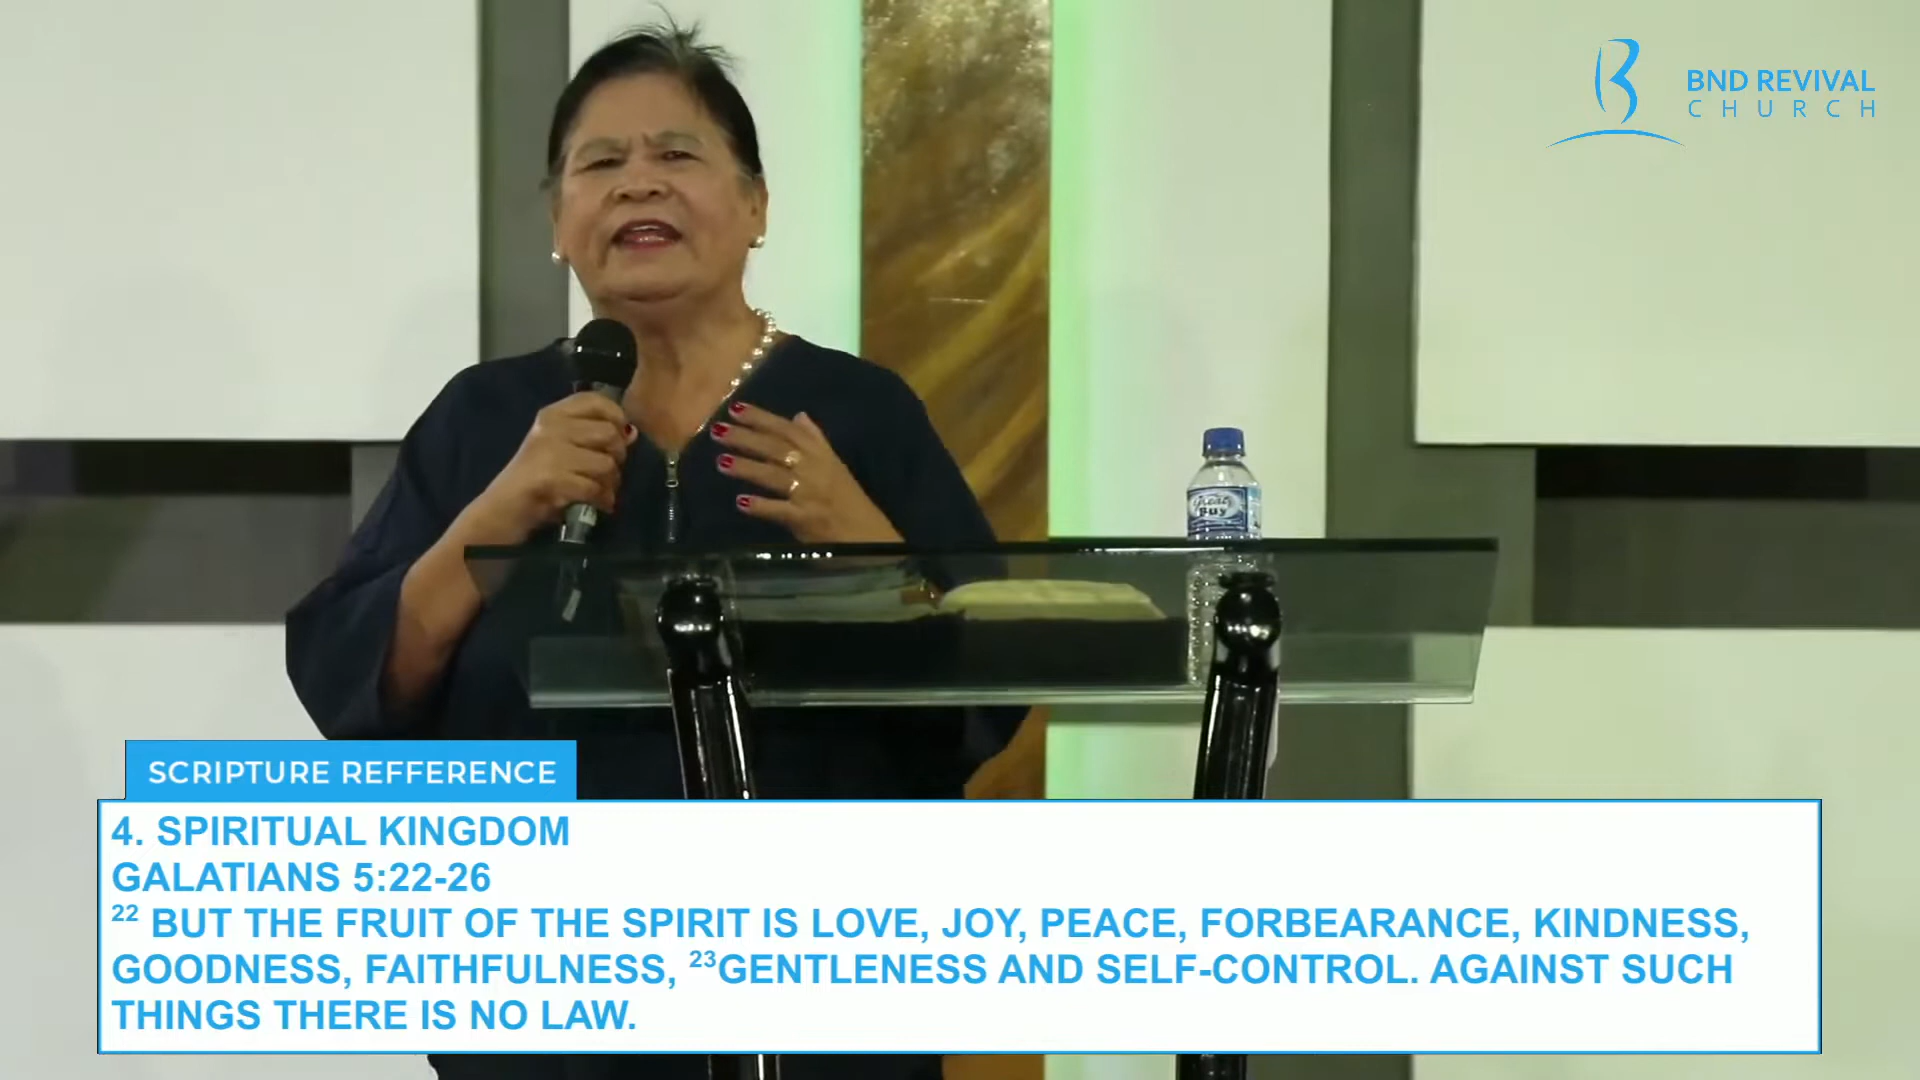 BND REVIVAL
CHURCH
Great
Buy
SCRIPTURE REFFERENCE
4. SPIRITUAL KINGDOM
GALATIANS 5:22-26
22 BUT THE FRUIT OF THE SPIRIT IS LOVE, JOY, PEACE, FORBEARANCE, KINDNESS,
GOODNESS, FAITHFULNESS, 23GENTLENESS AND SELF-CONTROL. AGAINST SUCH
THINGS THERE IS NO LAW.